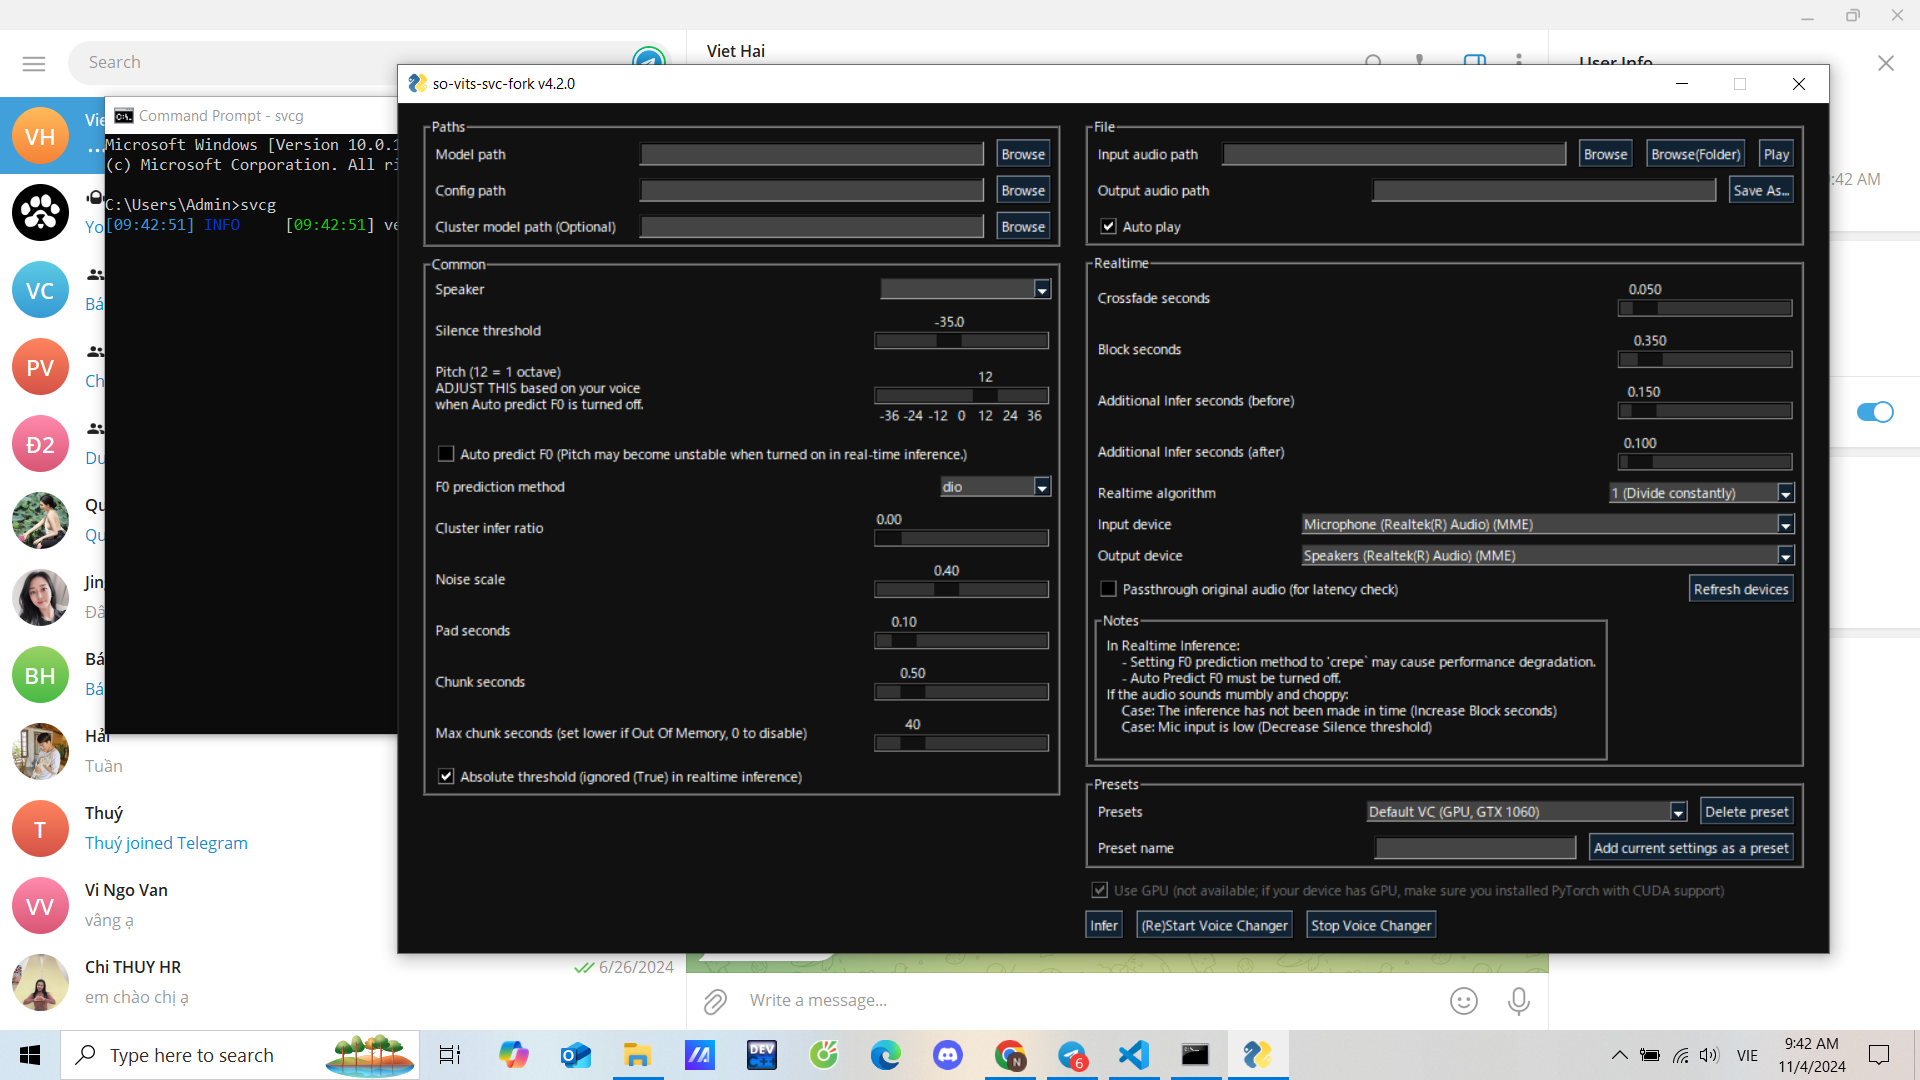 Search
Viet Hai
User Info
so-vits-svc-fork v4.2.0
VH
Vie
Command Prompt - svcg
Microsoft Windows [Version 10.0.1
(c) Microsoft Corporation. All ri
C:\Users\Admin>svcg
[09:42:51] INFO [09:42:51] ve
Yo
VC
Bá
PV
Ch
Đ2
Du
Qu
Qu
Jin
Đã
BH
Bá
Bá
Hải
Tuần
T
Thuý
Thuý joined Telegram
VV
Vi Ngo Van
vâng ạ
Chi THUY HR
6/26/2024
em chào chị ạ
Paths
Model path
Browse
Config path
Browse
Cluster model path (Optional)
Browse
Common
Speaker
Silence threshold
-35.0
Pitch (12 = 1 octave)
ADJUST THIS based on your voice
when Auto predict F0 is turned off.
12
-36 -24 -12 0 12 24 36
Auto predict F0 (Pitch may become unstable when turned on in real-time inference.)
F0 prediction method
dio
Cluster infer ratio
0.00
Noise scale
0.40
Pad seconds
0.10
Chunk seconds
0.50
Max chunk seconds (set lower if Out Of Memory, 0 to disable)
40
Absolute threshold (ignored (True) in realtime inference)
File
Input audio path
Browse
Browse(Folder)
Play
Output audio path
Save As...
Auto play
:42 AM
Realtime
Crossfade seconds
0.050
Block seconds
0.350
Additional Infer seconds (before)
0.150
Additional Infer seconds (after)
0.100
Realtime algorithm
1 (Divide constantly)
Input device
Microphone (Realtek(R) Audio) (MME)
Output device
Speakers (Realtek(R) Audio) (MME)
Passthrough original audio (for latency check)
Refresh devices
Notes
In Realtime Inference:
- Setting F0 prediction method to 'crepe` may cause performance degradation.
- Auto Predict F0 must be turned off.
If the audio sounds mumbly and choppy:
Case: The inference has not been made in time (Increase Block seconds)
Case: Mic input is low (Decrease Silence threshold)
Presets
Presets
Default VC (GPU, GTX 1060)
Delete preset
Preset name
Add current settings as a preset
Use GPU (not available; if your device has GPU, make sure you installed PyTorch with CUDA support)
Infer
(Re)Start Voice Changer
Stop Voice Changer
Write a message...
Type here to search
DEV
C++
N
6
VIE
9:42 AM
11/4/2024